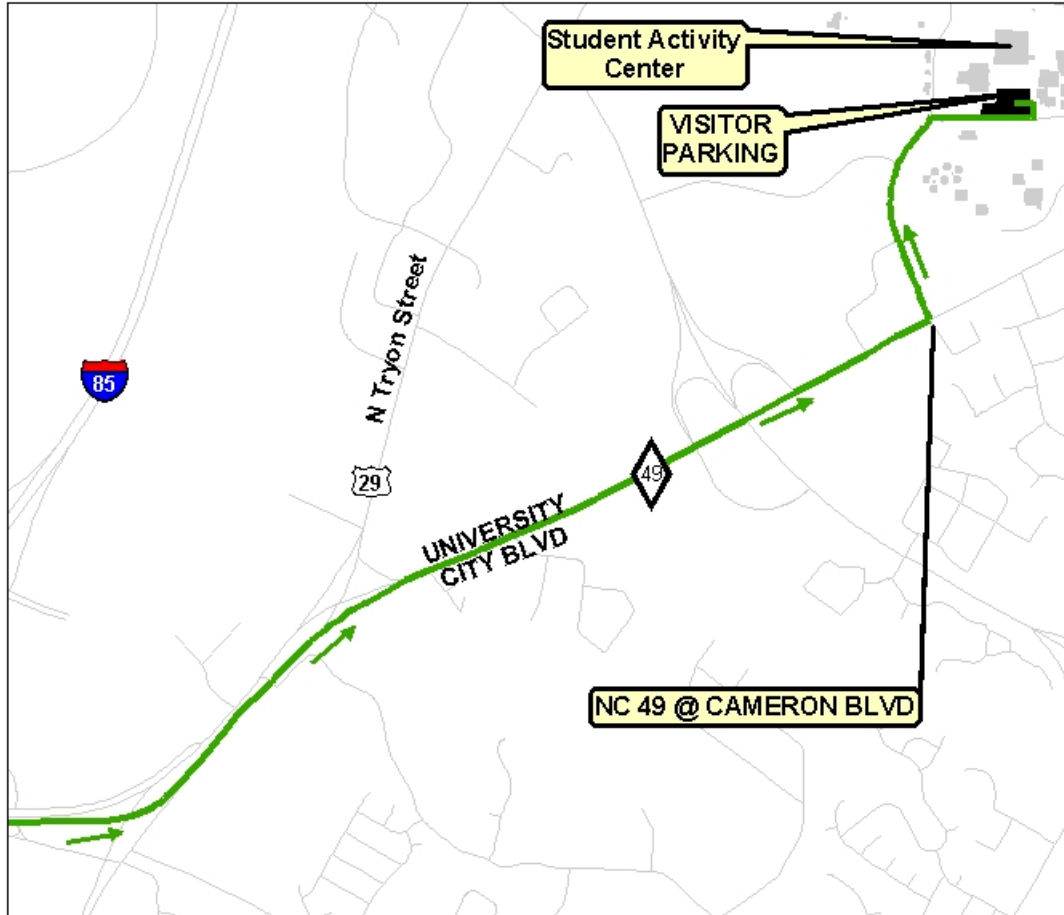 Student Activity
Center
VISITOR
PARKING
N Tryon Street
85
29
49
UNIVERSITY
CITY BLVD
NC 49 @ CAMERON BLVD